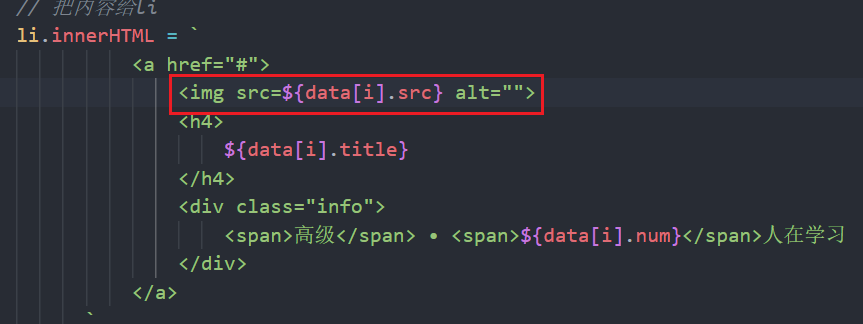 // 把内容给li
li.innerHTML = `
<a href="#">
<img src=${data[i].src} alt="">
<h4>
${data[i].title}
</h4>
<div class="info">
<span>高级</span> • <span>${data[i].num}</span>人在学习
</div>
</a>
`